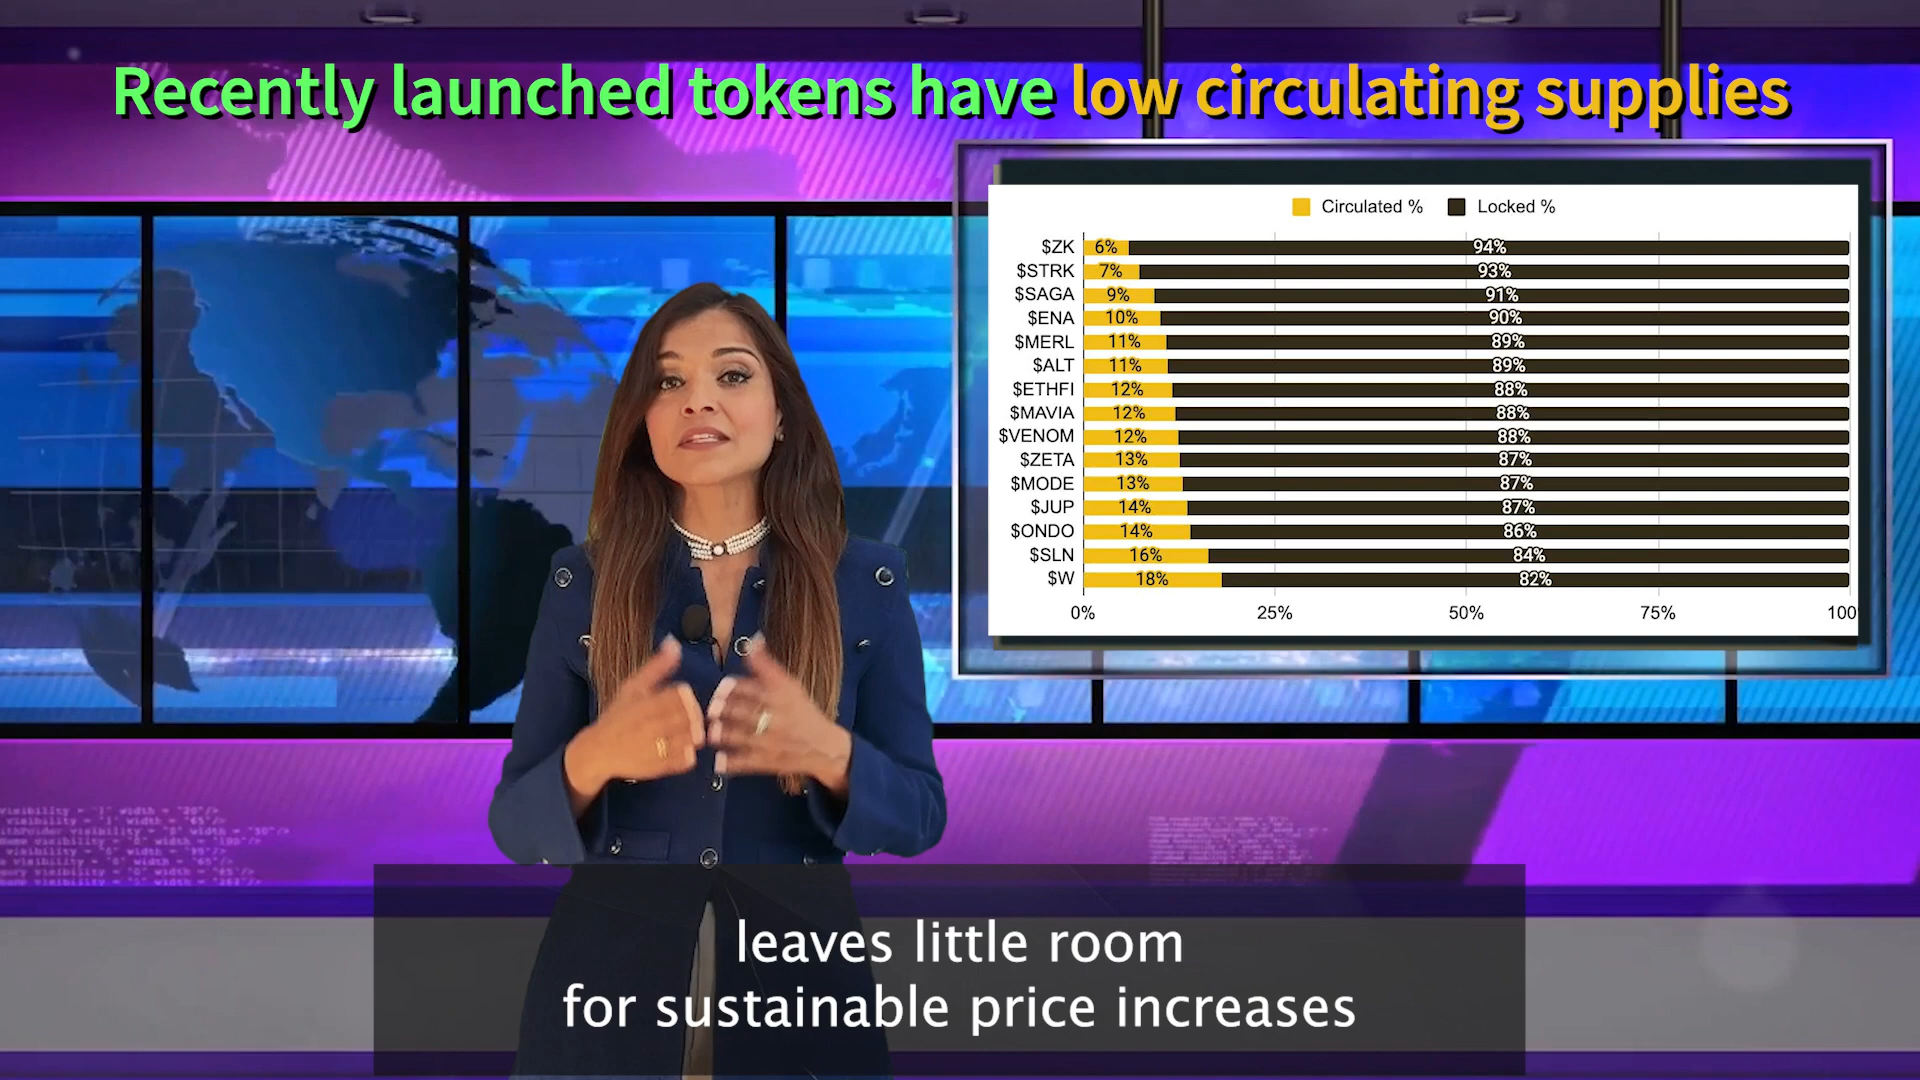 Recently launched tokens have low circulating supplies
Circulated % Locked %
$ZK 6% 94%
$STRK 7% 93%
$SAGA 9% 91%
$ENA 10% 90%
$MERL 11% 89%
$ALT 11% 89%
$ETHFI 12% 88%
$MAVIA 12% 88%
$VENOM 12% 88%
$ZETA 13% 87%
$MODE 13% 87%
$JUP 14% 87%
$ONDO 14% 86%
$SLN 16% 84%
$W 18% 82%
0% 25% 50% 75% 100
leaves little room
for sustainable price increases